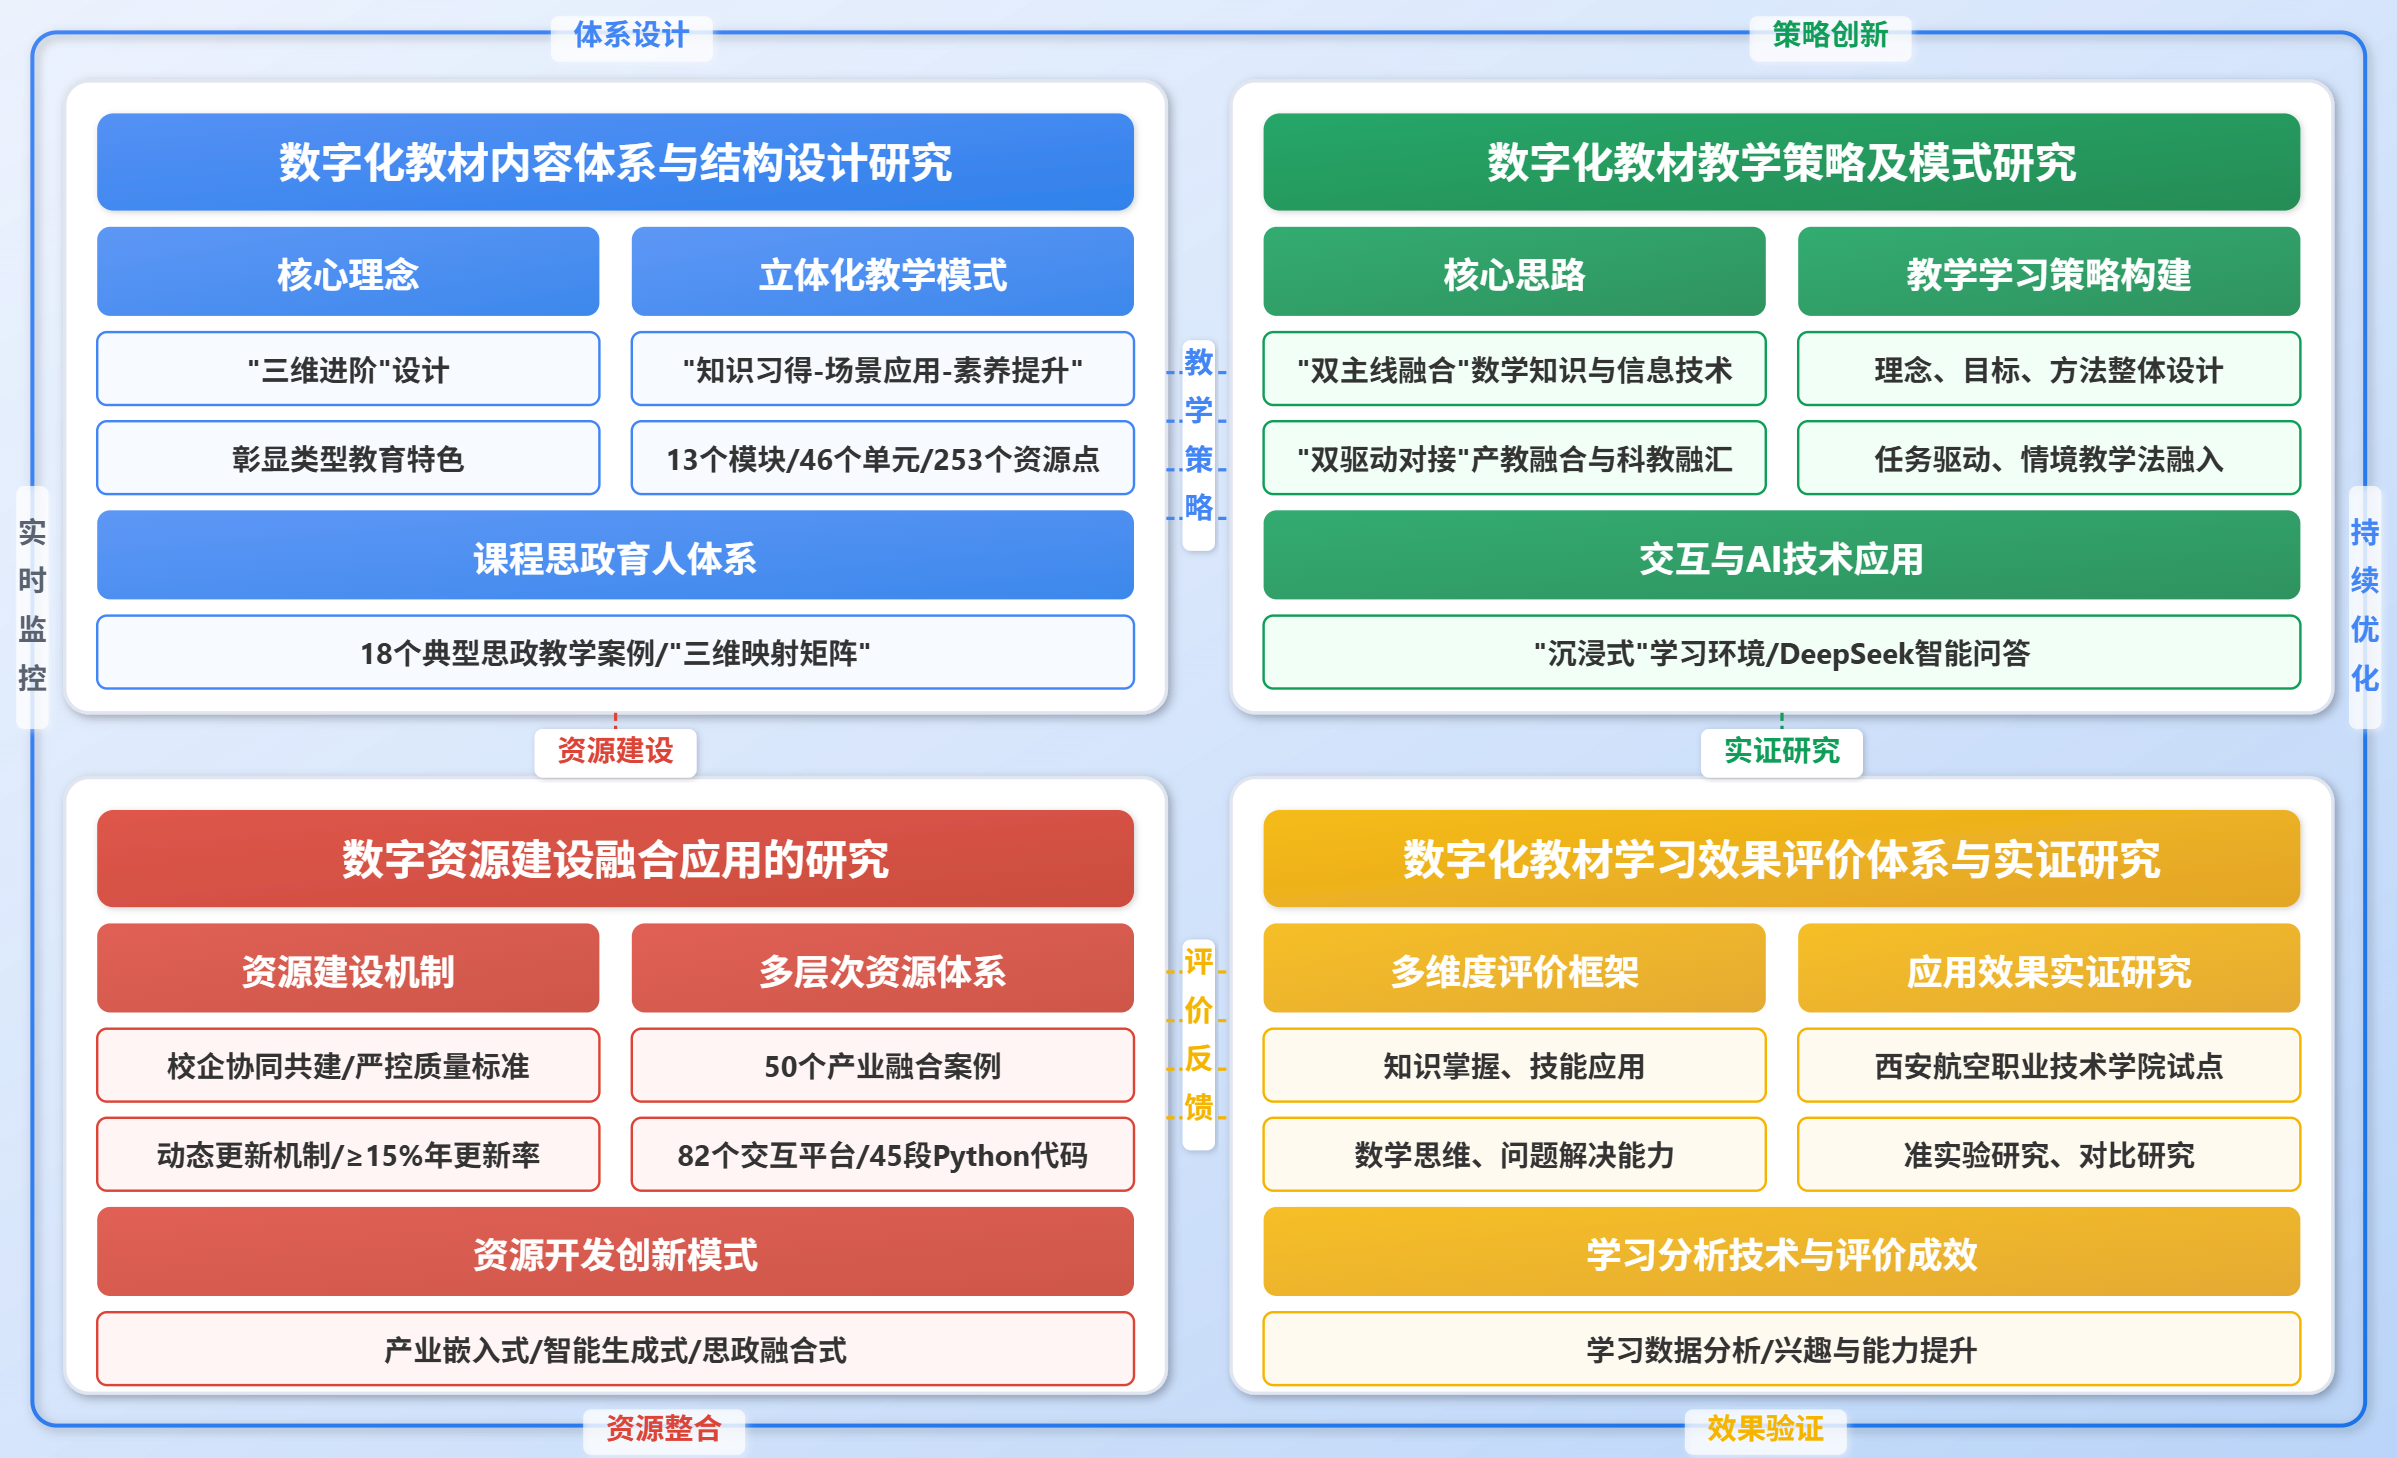 体系设计
策略创新
数字化教材内容体系与结构设计研究
核心理念
立体化教学模式
"三维进阶"设计
"知识习得-场景应用-素养提升"
彰显类型教育特色
13个模块/46个单元/253个资源点
课程思政育人体系
18个典型思政教学案例/"三维映射矩阵"
教学策略
数字化教材教学策略及模式研究
核心思路
教学学习策略构建
"双主线融合"数学知识与信息技术
理念、目标、方法整体设计
"双驱动对接"产教融合与科教融汇
任务驱动、情境教学法融入
交互与AI技术应用
"沉浸式"学习环境/DeepSeek智能问答
实时监控
持续优化
资源建设
实证研究
数字资源建设融合应用的研究
资源建设机制
多层次资源体系
校企协同共建/严控质量标准
50个产业融合案例
动态更新机制/≥15%年更新率
82个交互平台/45段Python代码
资源开发创新模式
产业嵌入式/智能生成式/思政融合式
评价反馈
数字化教材学习效果评价体系与实证研究
多维度评价框架
应用效果实证研究
知识掌握、技能应用
西安航空职业技术学院试点
数学思维、问题解决能力
准实验研究、对比研究
学习分析技术与评价成效
学习数据分析/兴趣与能力提升
资源整合
效果验证